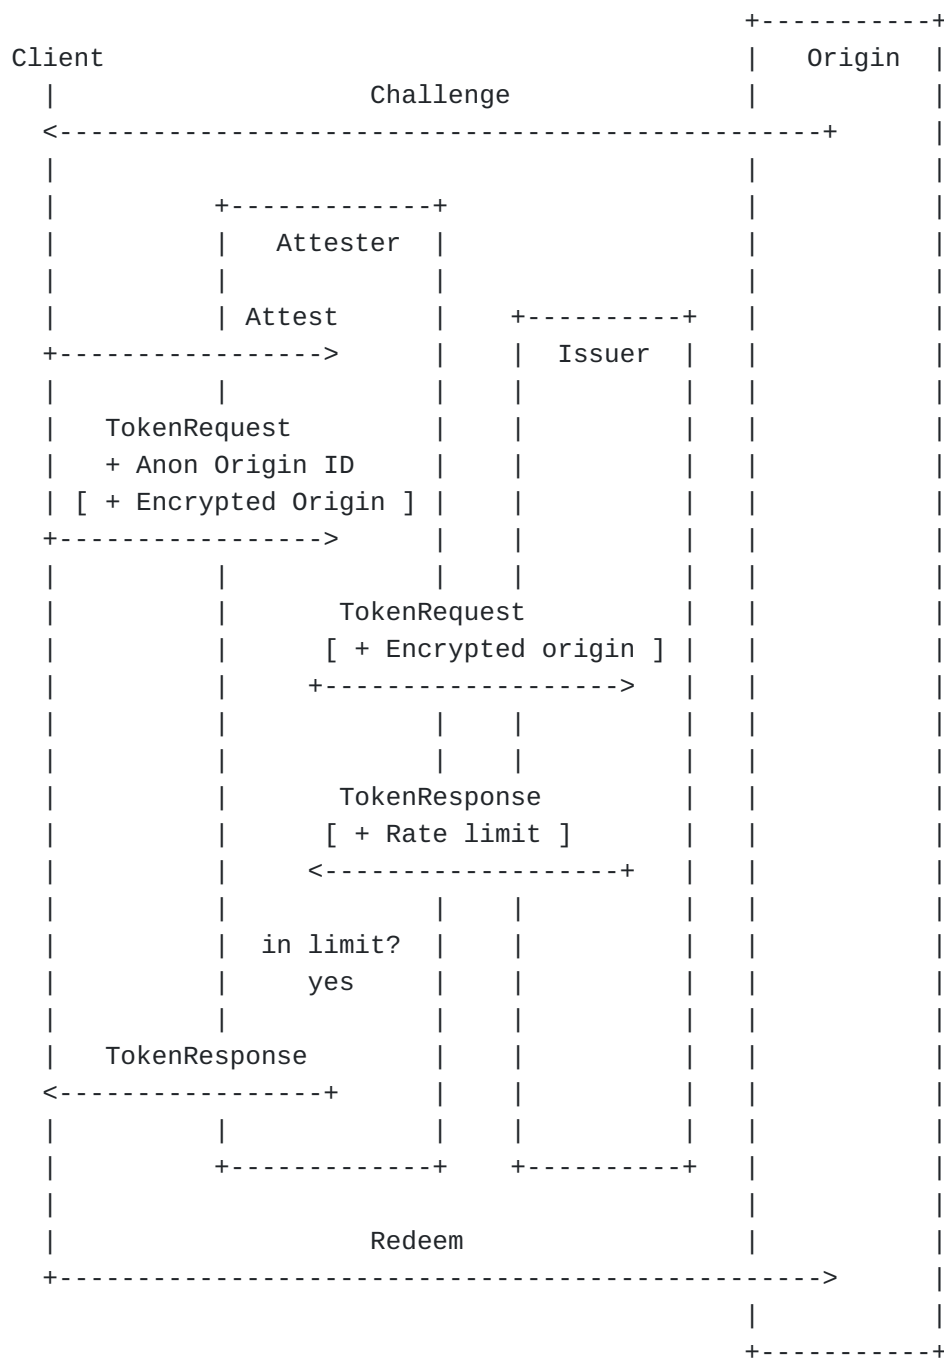 Client Origin
Challenge
Attester
Attest
Issuer
TokenRequest
+ Anon Origin ID
[ + Encrypted Origin ]
TokenRequest
[ + Encrypted origin ]
TokenResponse
[ + Rate limit ]
in limit?
yes
TokenResponse
Redeem